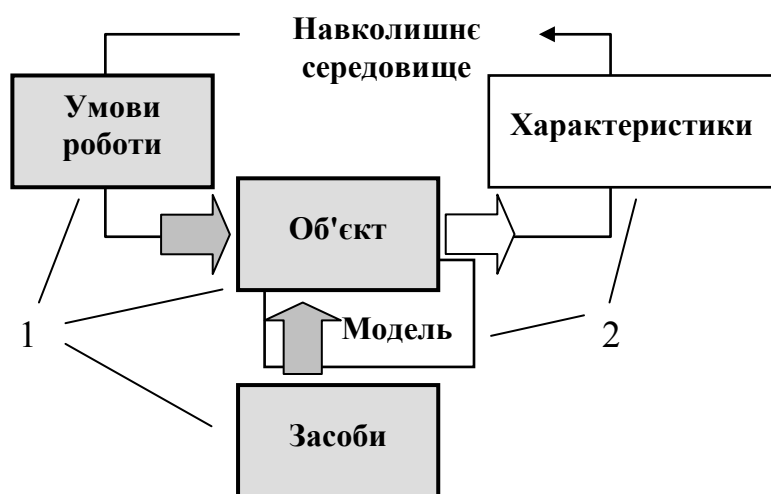 Навколишнє
середовище
Умови
роботи
Характеристики
Об'єкт
1
Модель
2
Засоби